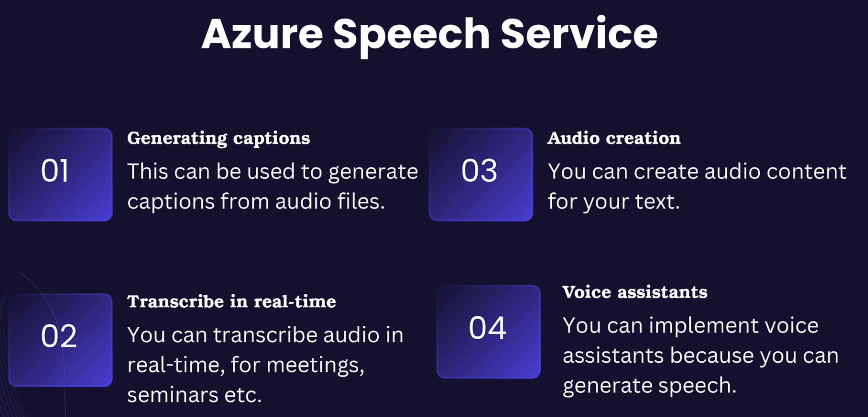 Azure Speech Service
01
Generating captions
This can be used to generate
captions from audio files.
02
Transcribe in real-time
You can transcribe audio in
real-time, for meetings,
seminars etc.
03
Audio creation
You can create audio content
for your text.
04
Voice assistants
You can implement voice
assistants because you can
generate speech.